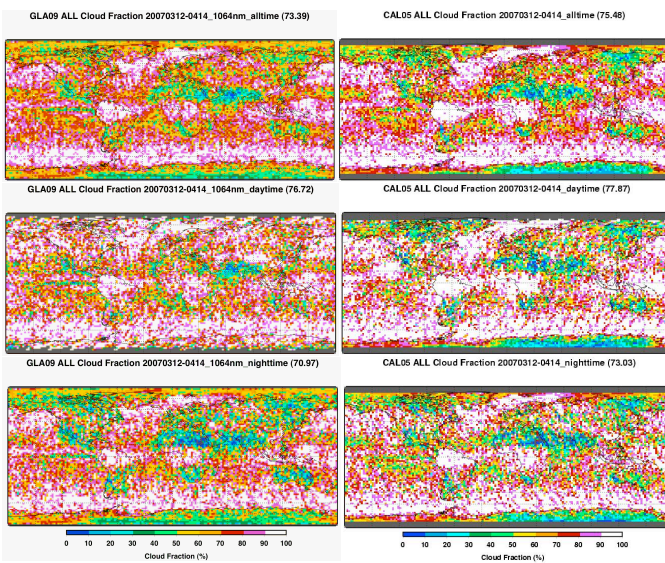 GLA09 ALL Cloud Fraction 20070312-0414_1064nm_alltime (73.39)
CAL05 ALL Cloud Fraction 20070312-0414_alltime (75.48)
GLA09 ALL Cloud Fraction 20070312-0414_1064nm_daytime (76.72)
CAL05 ALL Cloud Fraction 20070312-0414_daytime (77.87)
GLA09 ALL Cloud Fraction 20070312-0414_1064nm_nighttime (70.97)
CAL05 ALL Cloud Fraction 20070312-0414_nighttime (73.03)
0 10 20 30 40 50 60 70 80 90 100
Cloud Fraction (%)
0 10 20 30 40 50 60 70 80 90 100
Cloud Fraction (%)